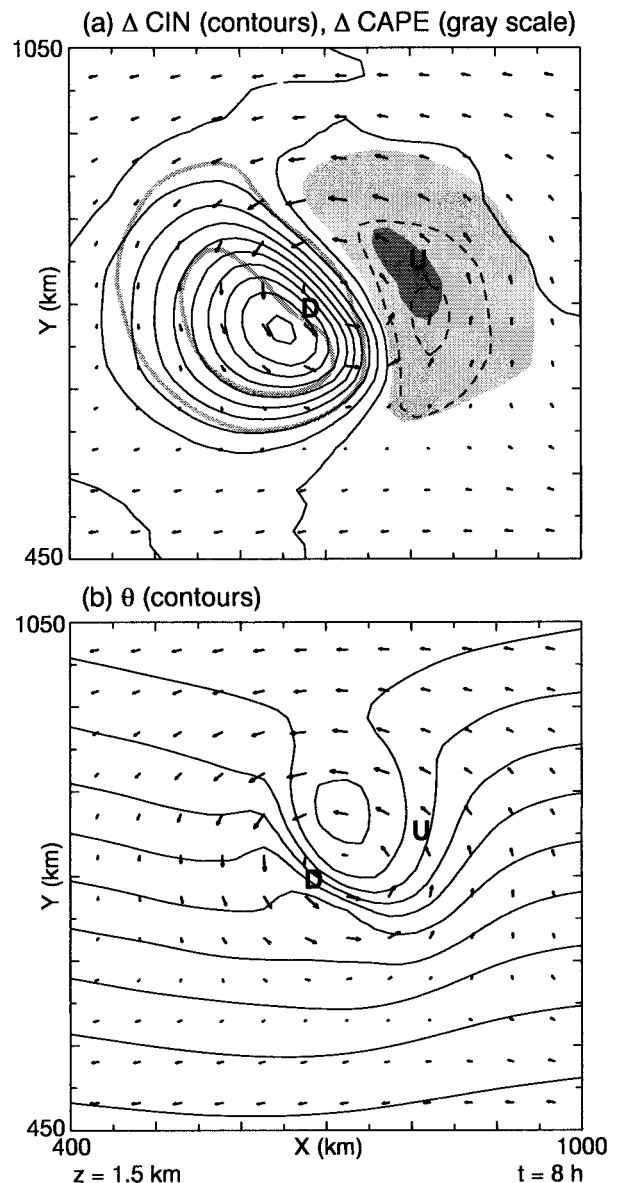 (a) Δ CIN (contours), Δ CAPE (gray scale)
1050
U
D
Y (km)
450
(b) θ (contours)
1050
U
D
Y (km)
450
400 X (km) 1000
z = 1.5 km t = 8 h